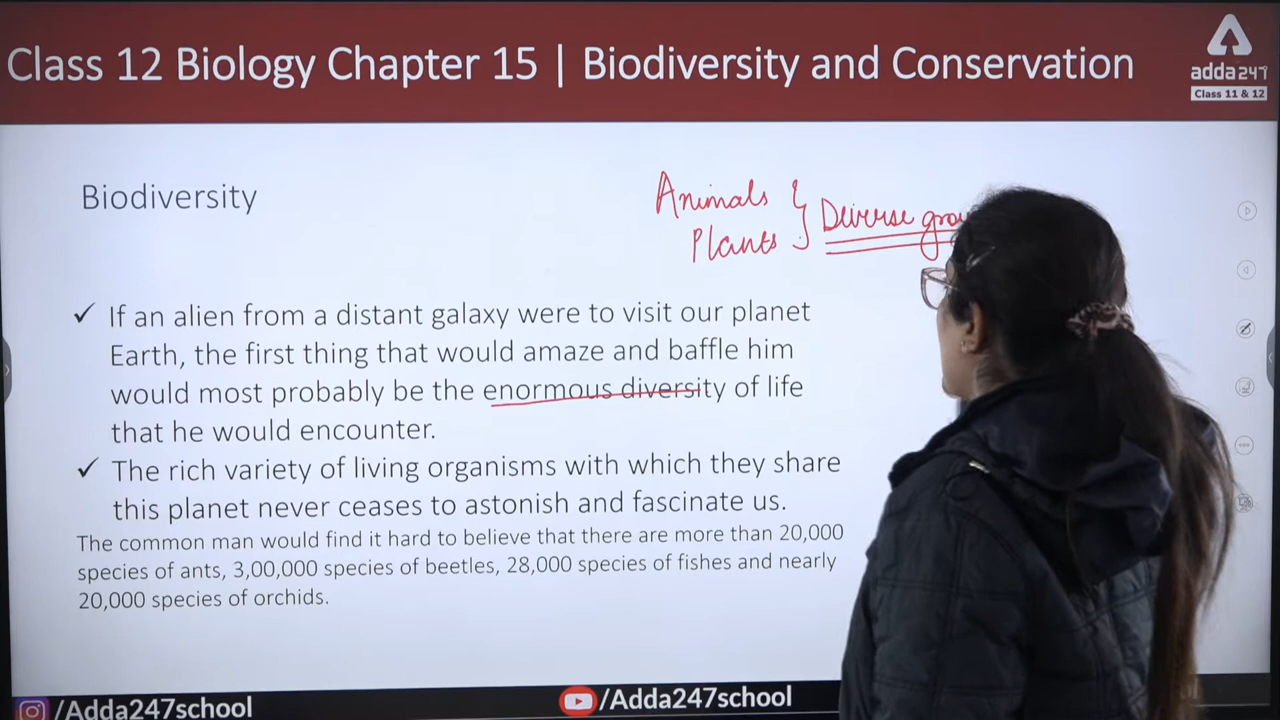 Class 12 Biology Chapter 15 | Biodiversity and Conservation
adda247
Class 11 & 12
Biodiversity
Animals
Plants
Diverse
If an alien from a distant galaxy were to visit our planet
Earth, the first thing that would amaze and baffle him
would most probably be the enormous diversity of life
that he would encounter.
The rich variety of living organisms with which they share
this planet never ceases to astonish and fascinate us.
The common man would find it hard to believe that there are more than 20,000
species of ants, 3,00,000 species of beetles, 28,000 species of fishes and nearly
20,000 species of orchids.
/Adda247school
/Adda247school